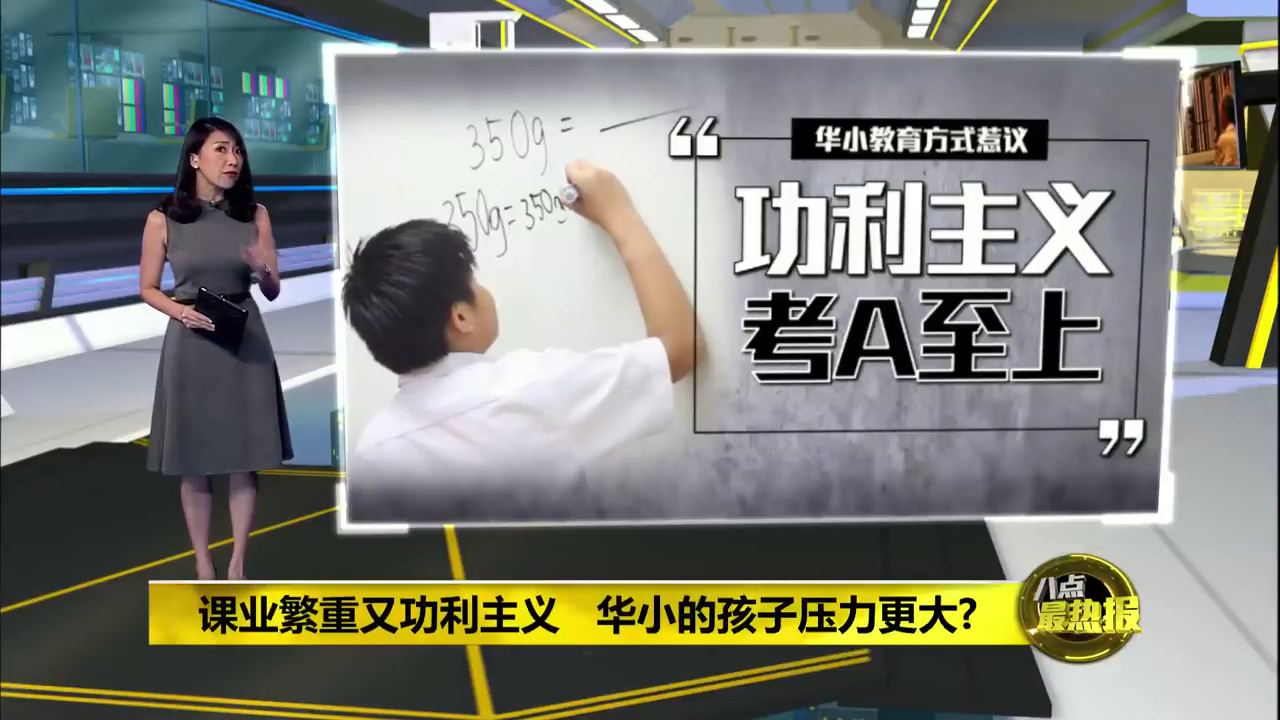 350g =
350g=350g
华小教育方式惹议
“
功利主义
考A至上
”
课业繁重又功利主义 华小的孩子压力更大?
八点
最热报